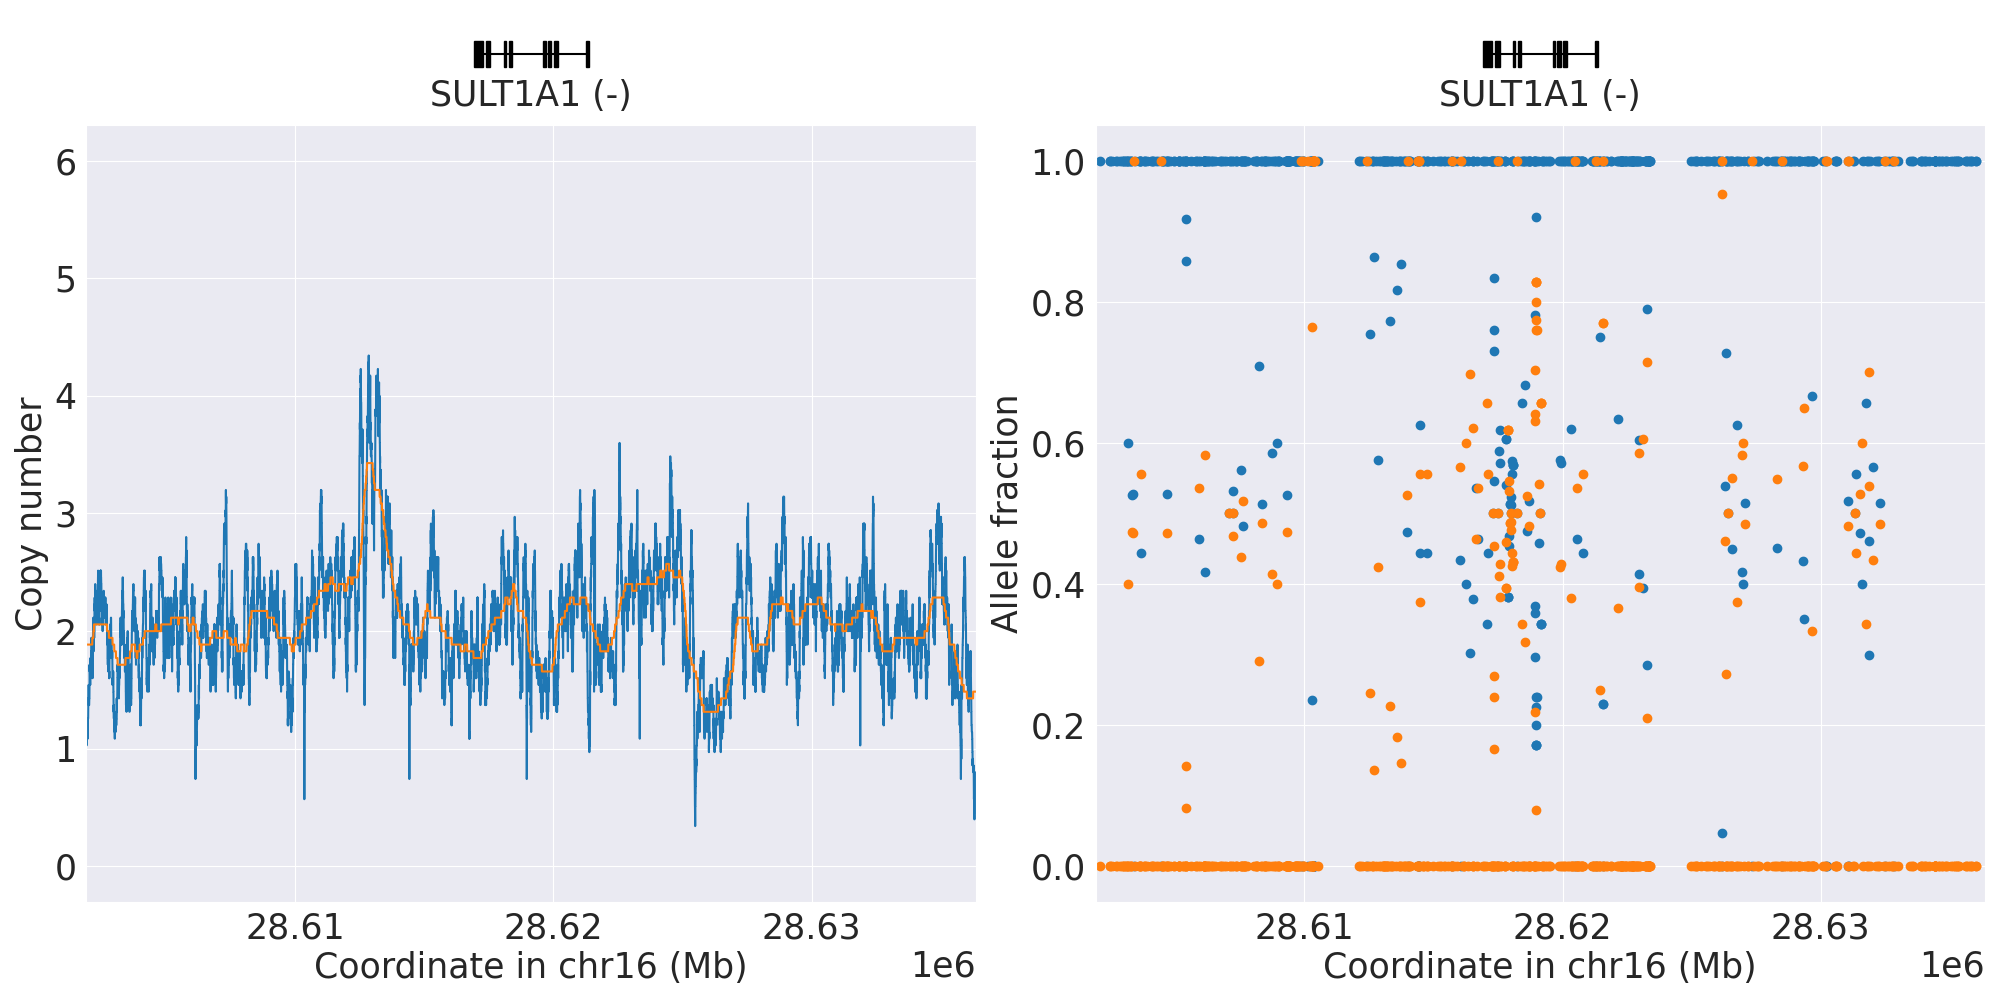 SULT1A1 (-)
6
5
4
3
2
1
0
Copy number
28.61
28.62
28.63
Coordinate in chr16 (Mb)
1e6
SULT1A1 (-)
1.0
0.8
0.6
0.4
0.2
0.0
Allele fraction
28.61
28.62
28.63
Coordinate in chr16 (Mb)
1e6